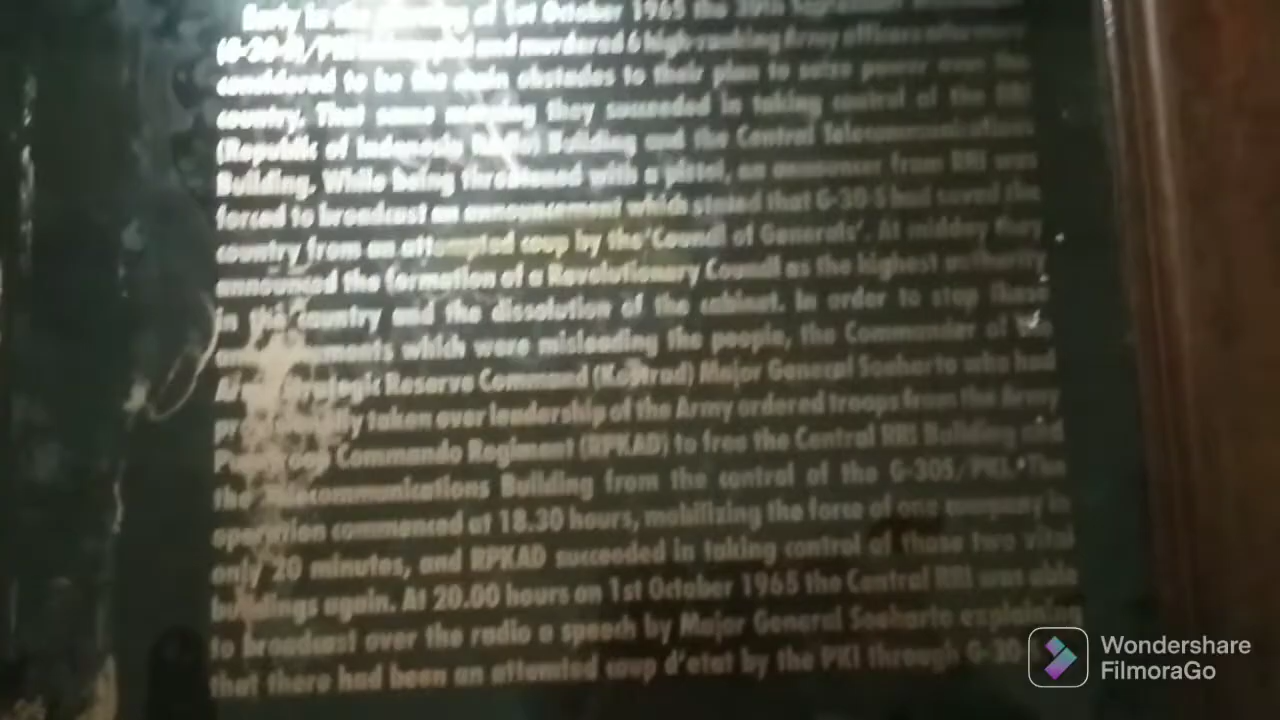 Early in the morning of 1st October 1965 the 30th September
(G-30-S)/PKI and murdered 6 high-ranking Army officers
considered to be the main obstacles to their plan to seize power over the
country. That same morning they succeeded in taking control of the RRI
(Republic of Indonesia Radio) Building and the Central Telecommunications
Building. While being threatened with a pistol, an announcer from RRI was
forced to broadcast an announcement which stated that G-30-S had saved the
country from an attempted coup by the 'Council of Generals'. At midday they
announced the formation of a Revolutionary Council as the highest authority
in the country and the dissolution of the cabinet. In order to stop these
which were misleading the people, the Commander of the
Strategic Reserve Command (Kostrad) Major General Soeharto who had
taken over leadership of the Army ordered troops from the Army
Commando Regiment (RPKAD) to free the Central RRI Building and
the Telecommunications Building from the control of the G-30S/PKI. The
operation commenced at 18.30 hours, mobilizing the force of one company in
only 20 minutes, and RPKAD succeeded in taking control of those two vital
buildings again. At 20.00 hours on 1st October 1965 the Central RRI was able
to broadcast over the radio a speech by Major General Soeharto explaining
that there had been an attemted coup d'etat by the PKI through G-30
Wondershare
FilmoraGo